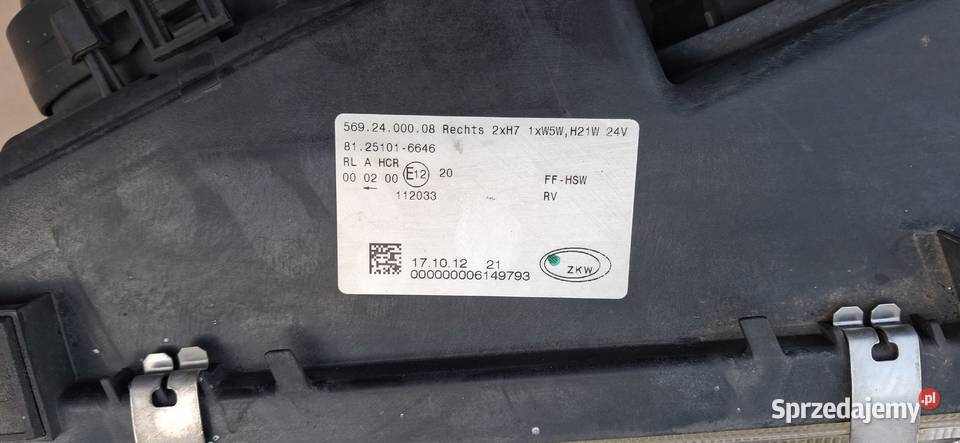 569.24.000.08 Rechts 2xH7 1xW5W,H21W 24V
81.25101-6646
RL A HCR
00 02 00 E12 20
FF-HSW
←
112033
RV
17.10.12 21
000000006149793
ZKW
Sprzedajemy.pl